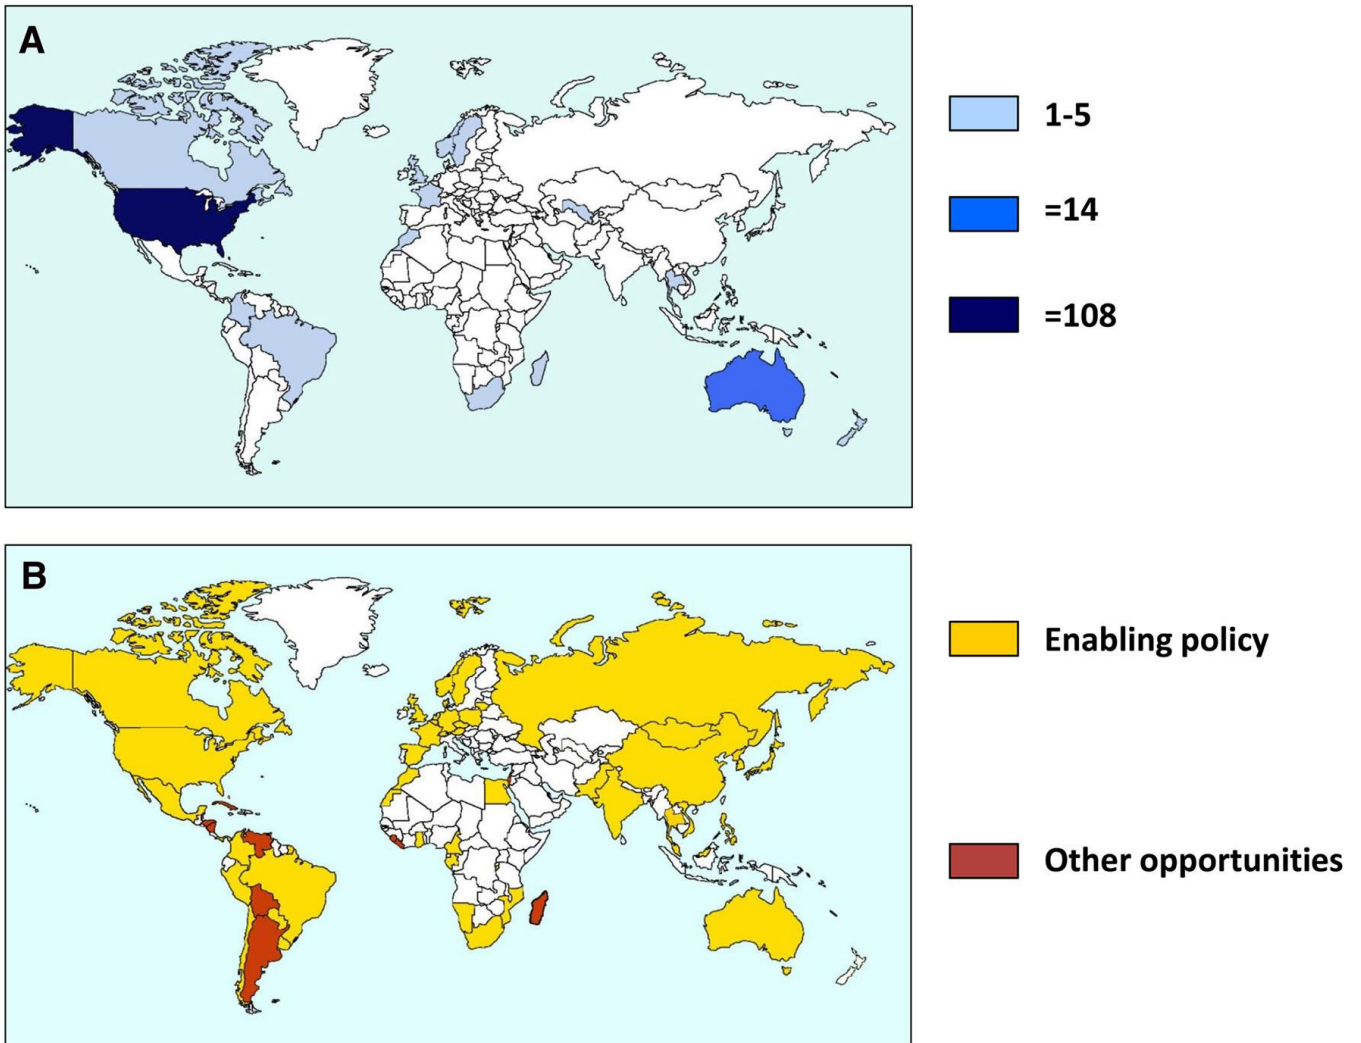 A
1-5
=14
=108
B
Enabling policy
Other opportunities